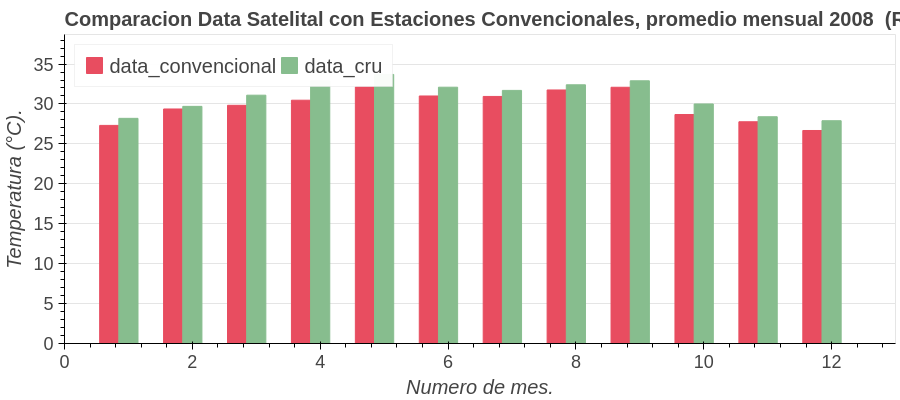 Comparacion Data Satelital con Estaciones Convencionales, promedio mensual 2008 (R
data_convencional data_cru
Temperatura (°C).
35
30
25
20
15
10
5
0
0 2 4 6 8 10 12
Numero de mes.